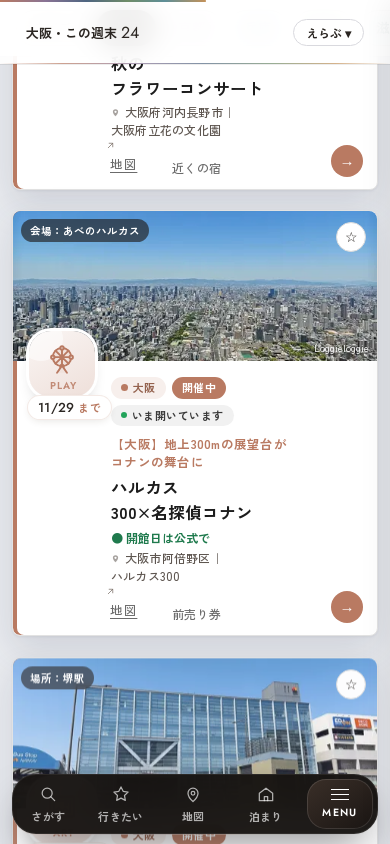 大阪・この週末 24
えらぶ ▾
秋の
フラワーコンサート
大阪府河内長野市｜
大阪府立花の文化園
↗
地図
近くの宿
→
会場：あべのハルカス
☆
Loggieloggie
PLAY
11/29 まで
大阪
開催中
いま開いています
【大阪】地上300mの展望台が
コナンの舞台に
ハルカス
300×名探偵コナン
開館日は公式で
大阪市阿倍野区｜
ハルカス300
↗
地図
前売り券
→
場所：堺駅
☆
大阪
開催中
さがす
行きたい
地図
泊まり
MENU